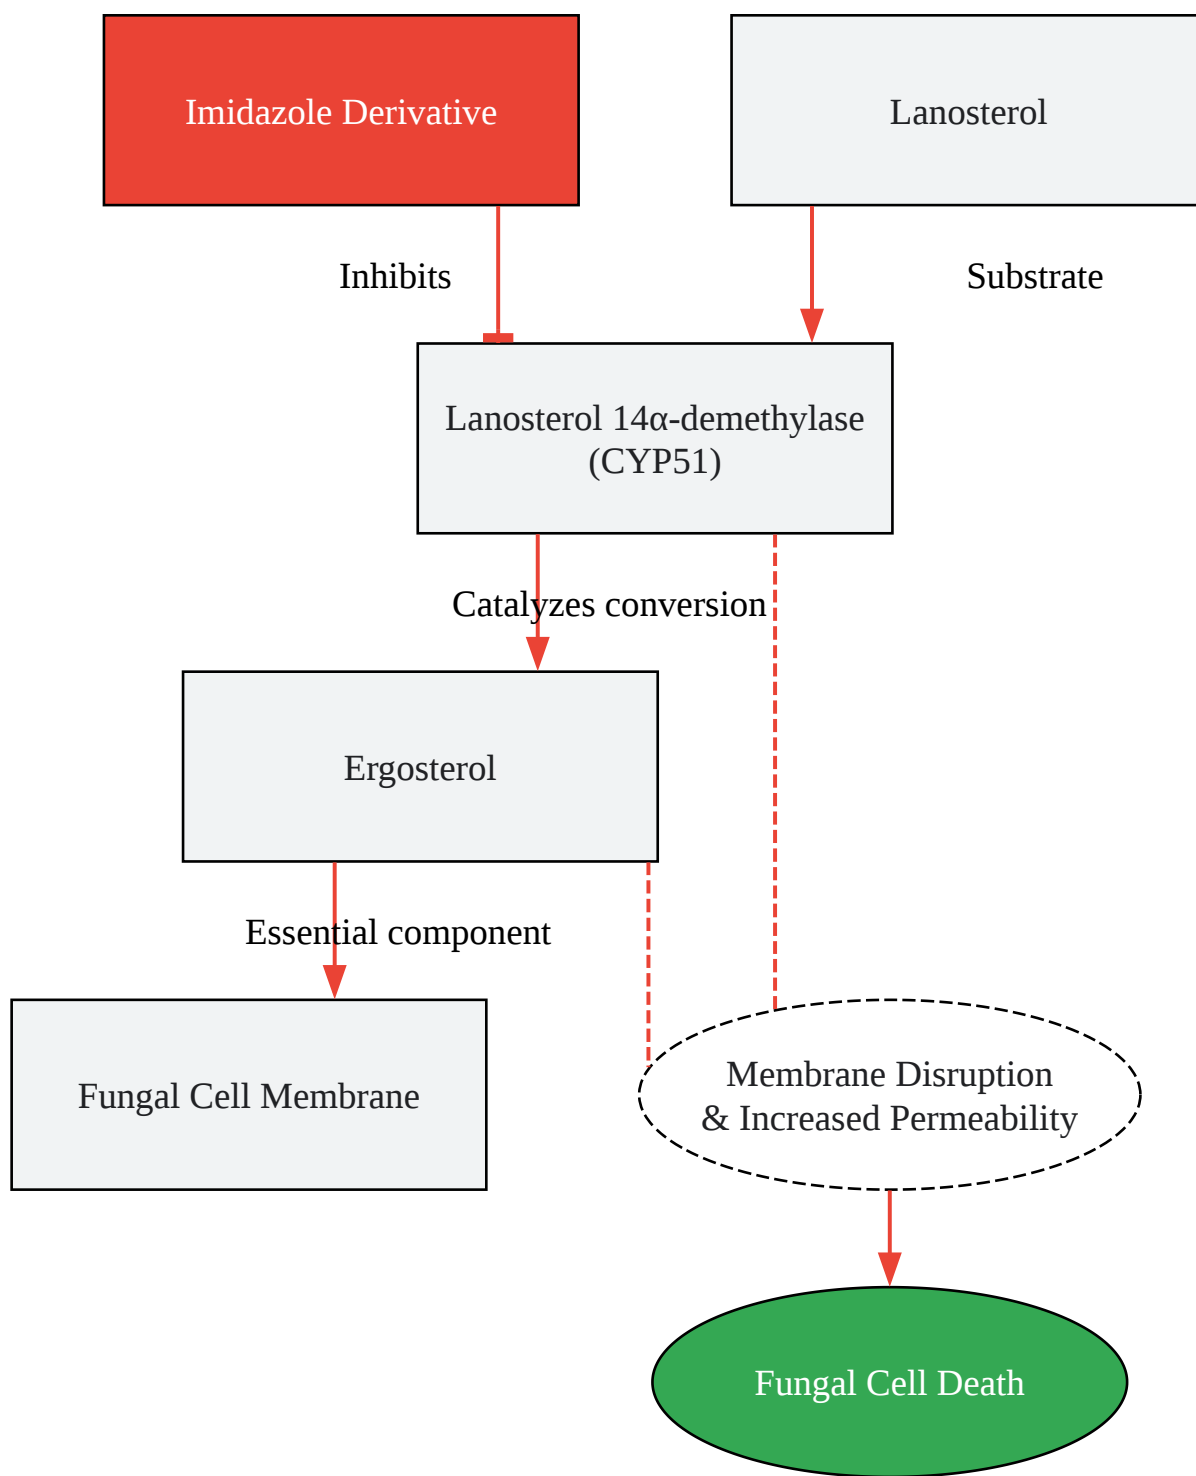 Imidazole Derivative
Lanosterol
Inhibits
Substrate
Lanosterol 14α-demethylase
(CYP51)
Catalyzes conversion
Ergosterol
Essential component
Fungal Cell Membrane
Membrane Disruption
& Increased Permeability
Fungal Cell Death